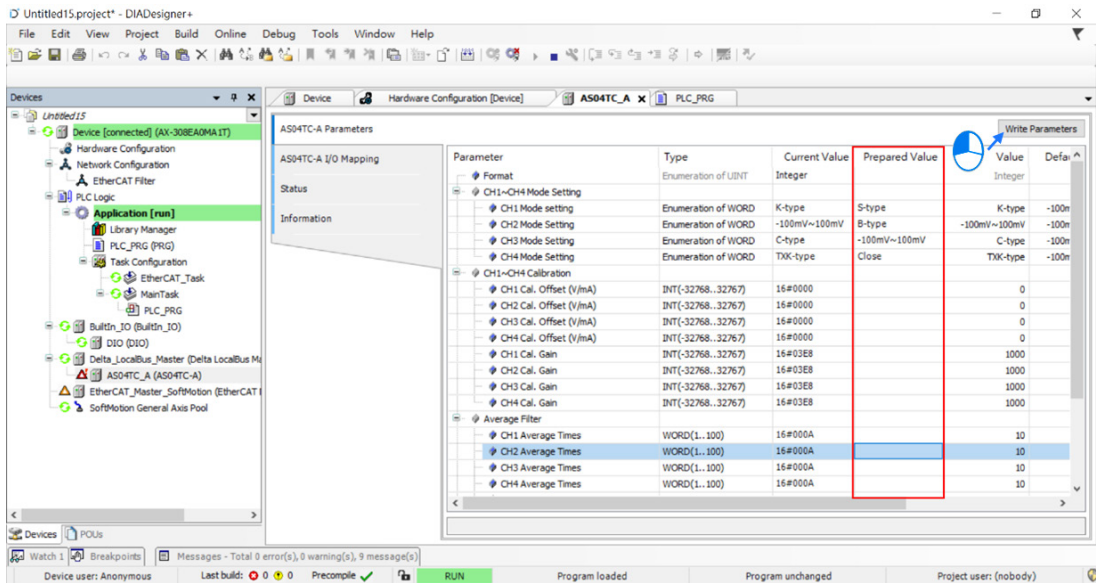 Untitled15.project* - DIADesigner+
File Edit View Project Build Online Debug Tools Window Help
Devices
Untitled15
Device [connected] (AX-308EA0MA1T)
Hardware Configuration
Network Configuration
EtherCAT Filter
PLC Logic
Application [run]
Library Manager
PLC_PRG (PRG)
Task Configuration
EtherCAT_Task
MainTask
PLC_PRG
BuiltIn_IO (BuiltIn_IO)
DIO (DIO)
Delta_LocalBus_Master (Delta LocalBus Ma
AS04TC_A (AS04TC-A)
EtherCAT_Master_SoftMotion (EtherCAT
SoftMotion General Axis Pool
Devices POUs
Device Hardware Configuration [Device] AS04TC_A PLC_PRG
AS04TC-A Parameters
AS04TC-A I/O Mapping
Status
Information
Write Parameters
Parameter Type Current Value Prepared Value Value Defau
Format Enumeration of UINT Integer Integer
CH1~CH4 Mode Setting
CH1 Mode setting Enumeration of WORD K-type S-type K-type -100m
CH2 Mode Setting Enumeration of WORD -100mV~100mV B-type -100mV~100mV -100m
CH3 Mode Setting Enumeration of WORD C-type -100mV~100mV C-type -100m
CH4 Mode Setting Enumeration of WORD TXK-type Close TXK-type -100m
CH1~CH4 Calibration
CH1 Cal. Offset (V/mA) INT(-32768..32767) 16#0000 0
CH2 Cal. Offset (V/mA) INT(-32768..32767) 16#0000 0
CH3 Cal. Offset (V/mA) INT(-32768..32767) 16#0000 0
CH4 Cal. Offset (V/mA) INT(-32768..32767) 16#0000 0
CH1 Cal. Gain INT(-32768..32767) 16#03E8 1000
CH2 Cal. Gain INT(-32768..32767) 16#03E8 1000
CH3 Cal. Gain INT(-32768..32767) 16#03E8 1000
CH4 Cal. Gain INT(-32768..32767) 16#03E8 1000
Average Filter
CH1 Average Times WORD(1..100) 16#000A 10
CH2 Average Times WORD(1..100) 16#000A 10
CH3 Average Times WORD(1..100) 16#000A 10
CH4 Average Times WORD(1..100) 16#000A 10
Watch 1 Breakpoints Messages - Total 0 error(s), 0 warning(s), 9 message(s)
Device user: Anonymous Last build: 0 0 Precompile RUN Program loaded Program unchanged Project user: (nobody)